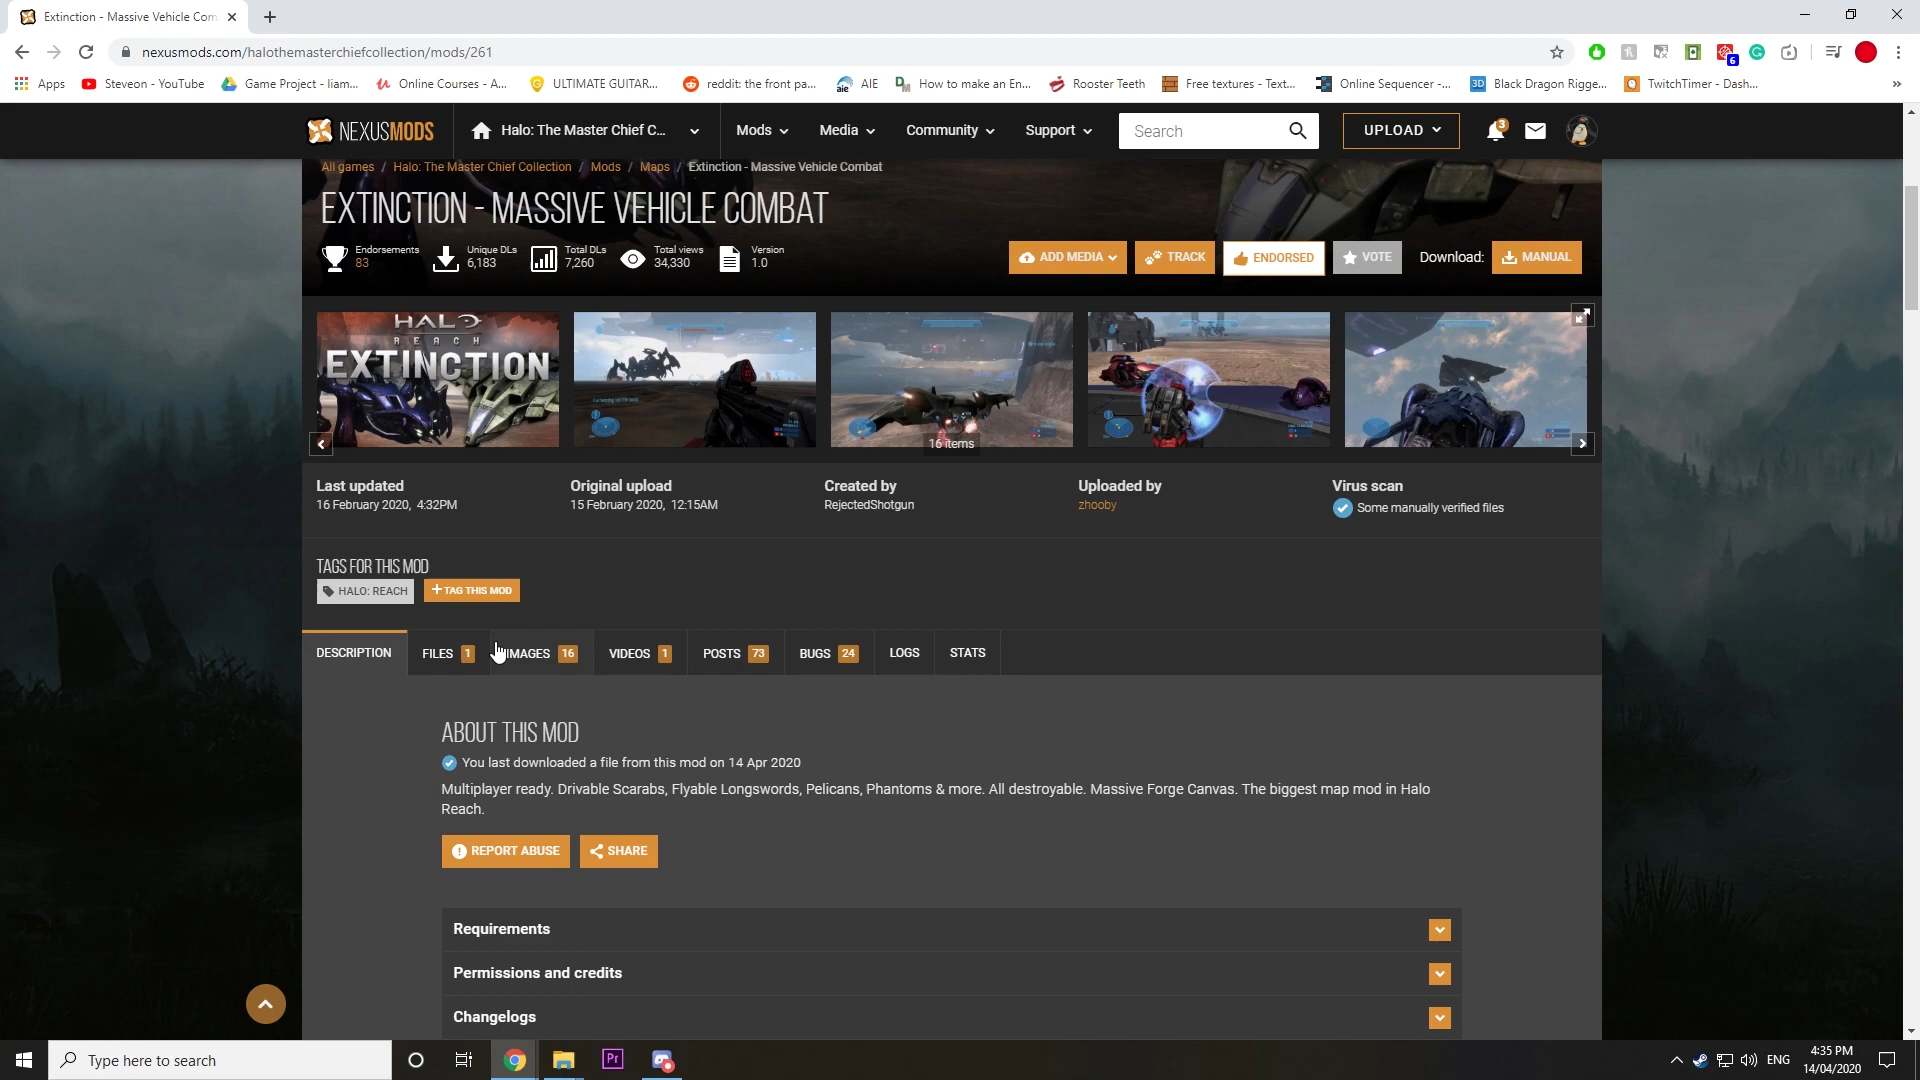 Extinction - Massive Vehicle Com
nexusmods.com/halothemasterchiefcollection/mods/261
6
Apps
Steveon - YouTube
Game Project - liam...
Online Courses - A...
ULTIMATE GUITAR...
reddit: the front pa...
AIE
How to make an En...
Rooster Teeth
Free textures - Text...
Online Sequencer -...
Black Dragon Rigge...
TwitchTimer - Dash...
NEXUSMODS
Halo: The Master Chief C...
Mods
Media
Community
Support
Search
UPLOAD
3
All games / Halo: The Master Chief Collection / Mods / Maps / Extinction - Massive Vehicle Combat
EXTINCTION - MASSIVE VEHICLE COMBAT
Endorsements
83
Unique DLs
6,183
Total DLs
7,260
Total views
34,330
Version
1.0
ADD MEDIA
TRACK
ENDORSED
VOTE
Download:
MANUAL
HALO
REACH
EXTINCTION
16 items
Last updated
16 February 2020, 4:32PM
Original upload
15 February 2020, 12:15AM
Created by
RejectedShotgun
Uploaded by
zhooby
Virus scan
Some manually verified files
TAGS FOR THIS MOD
HALO: REACH
+ TAG THIS MOD
DESCRIPTION
FILES 1
IMAGES 16
VIDEOS 1
POSTS 73
BUGS 24
LOGS
STATS
ABOUT THIS MOD
You last downloaded a file from this mod on 14 Apr 2020
Multiplayer ready. Drivable Scarabs, Flyable Longswords, Pelicans, Phantoms & more. All destroyable. Massive Forge Canvas. The biggest map mod in Halo
Reach.
REPORT ABUSE
SHARE
Requirements
Permissions and credits
Changelogs
Type here to search
Pr
ENG
4:35 PM
14/04/2020